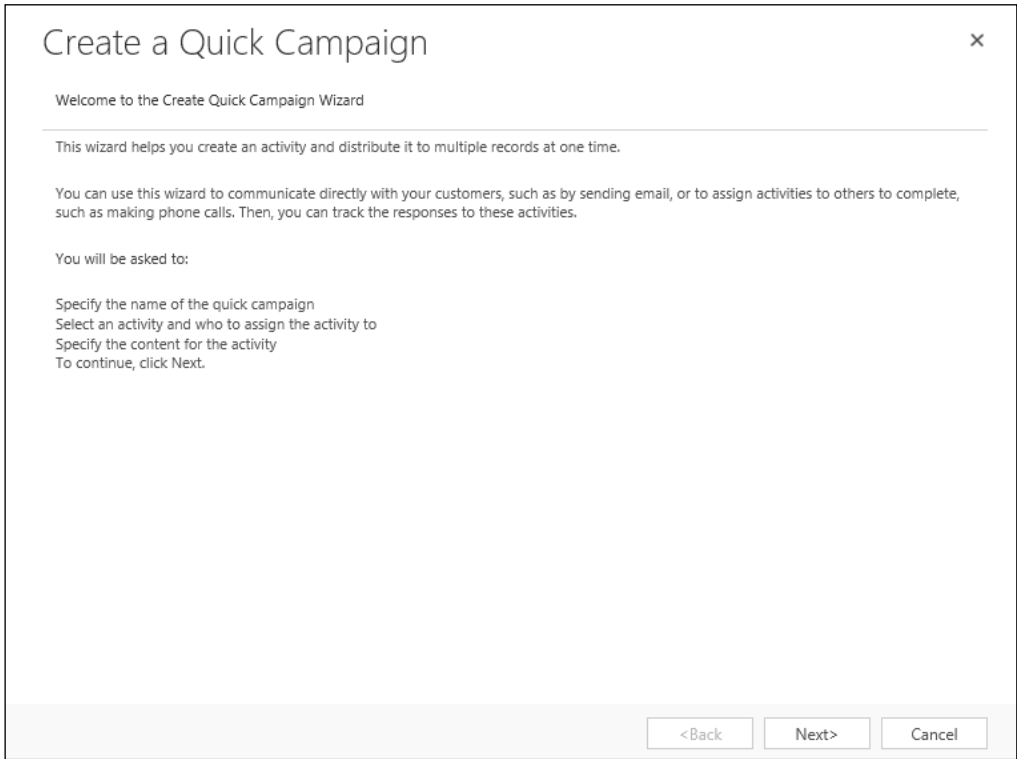 Create a Quick Campaign
×
Welcome to the Create Quick Campaign Wizard
This wizard helps you create an activity and distribute it to multiple records at one time.
You can use this wizard to communicate directly with your customers, such as by sending email, or to assign activities to others to complete,
such as making phone calls. Then, you can track the responses to these activities.
You will be asked to:
Specify the name of the quick campaign
Select an activity and who to assign the activity to
Specify the content for the activity
To continue, click Next.
<Back Next> Cancel